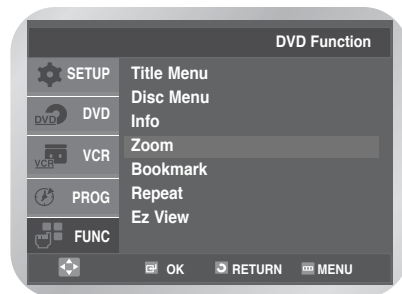 DVD Function
SETUP
DVD
DVD
VCR
VCR
PROG
FUNC
Title Menu
Disc Menu
Info
Zoom
Bookmark
Repeat
Ez View
OK RETURN MENU